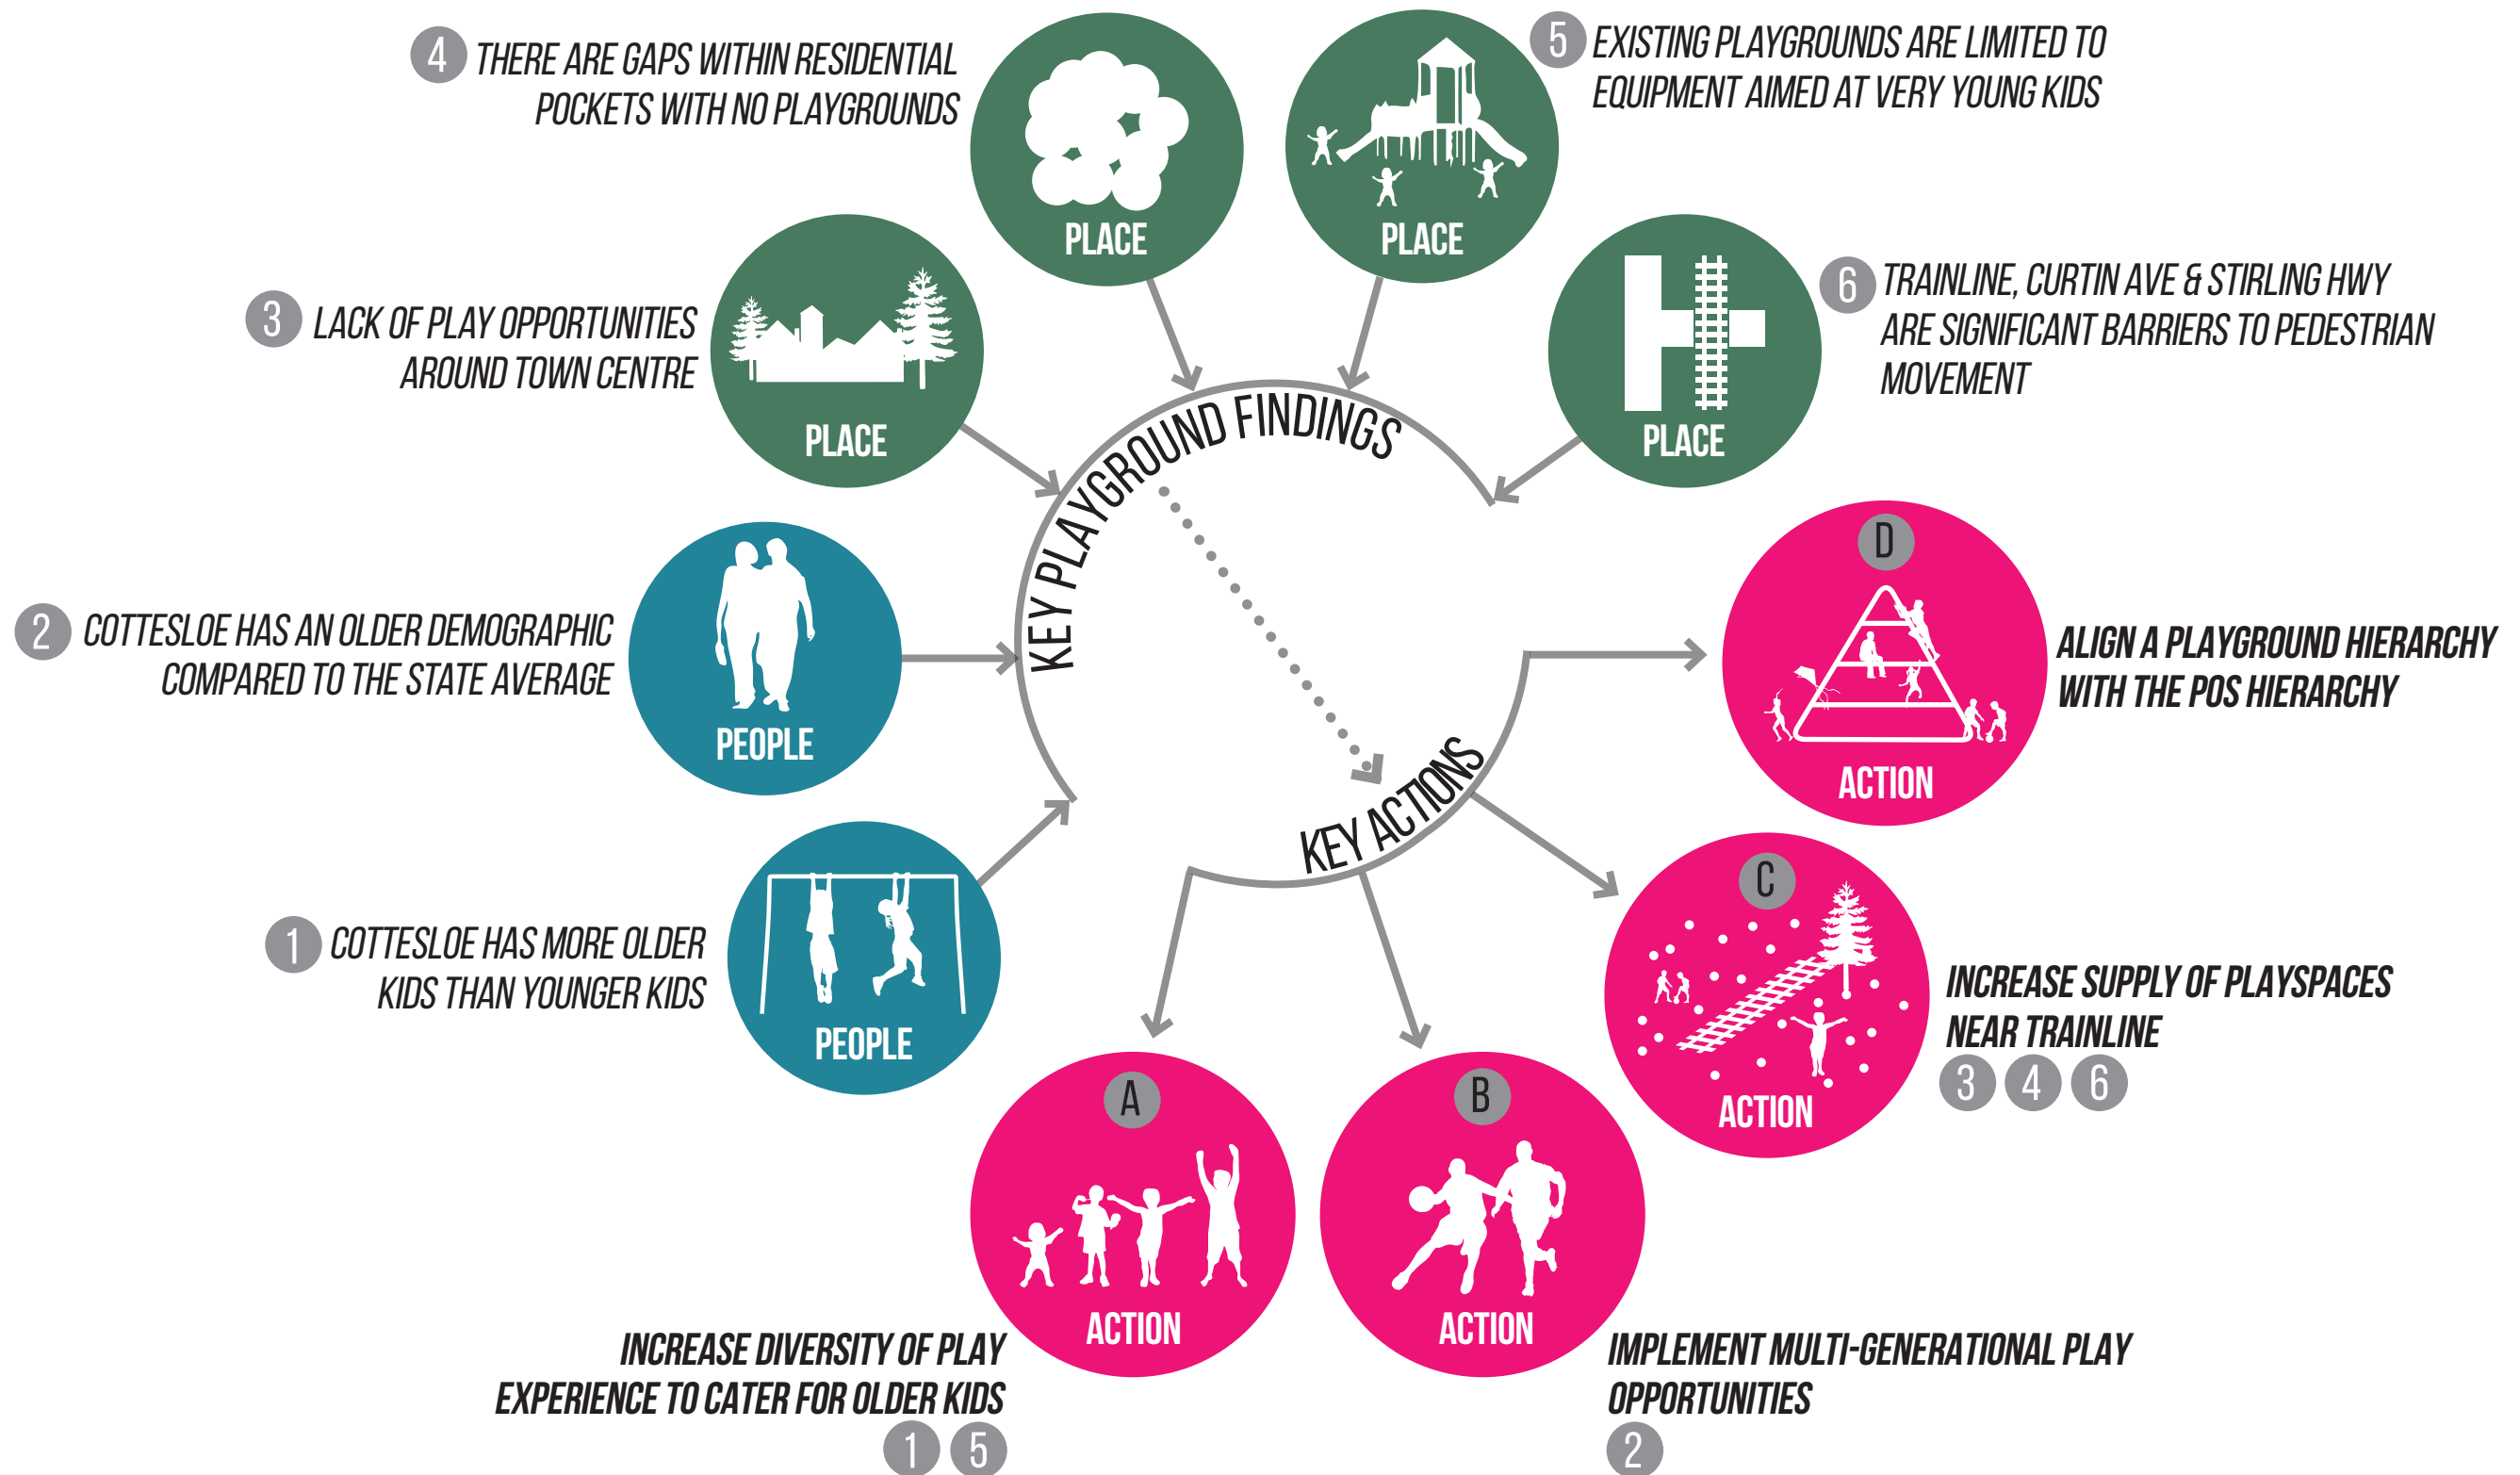 4
THERE ARE GAPS WITHIN RESIDENTIAL
POCKETS WITH NO PLAYGROUNDS
PLACE
PLACE
5
EXISTING PLAYGROUNDS ARE LIMITED TO
EQUIPMENT AIMED AT VERY YOUNG KIDS
3
LACK OF PLAY OPPORTUNITIES
AROUND TOWN CENTRE
PLACE
PLACE
6
TRAINLINE, CURTIN AVE & STIRLING HWY
ARE SIGNIFICANT BARRIERS TO PEDESTRIAN
MOVEMENT
KEY PLAYGROUND FINDINGS
2
COTTESLOE HAS AN OLDER DEMOGRAPHIC
COMPARED TO THE STATE AVERAGE
PEOPLE
D
ACTION
ALIGN A PLAYGROUND HIERARCHY
WITH THE POS HIERARCHY
KEY ACTIONS
1
COTTESLOE HAS MORE OLDER
KIDS THAN YOUNGER KIDS
PEOPLE
C
ACTION
INCREASE SUPPLY OF PLAYSPACES
NEAR TRAINLINE
3 4 6
A
ACTION
INCREASE DIVERSITY OF PLAY
EXPERIENCE TO CATER FOR OLDER KIDS
1 5
B
ACTION
IMPLEMENT MULTI-GENERATIONAL PLAY
OPPORTUNITIES
2